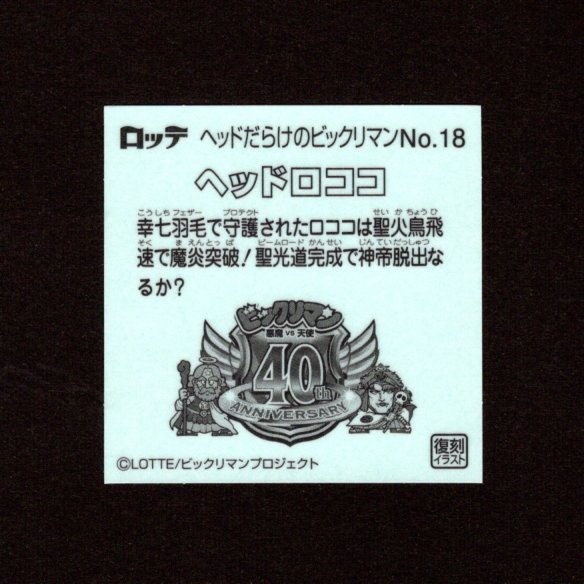 ロッテ ヘッドだらけのビックリマンNo.18
ヘッドロココ
こうしちフェザー プロテクト せいかちょうひ
幸七羽毛で守護されたロココは聖火鳥飛
そく まえんとっぱ ビームロードかんせい じんていだっしゅつ
速で魔炎突破!聖光道完成で神帝脱出な
るか?
ビックリマン
悪魔 VS 天使
40th
ANNIVERSARY
©LOTTE/ビックリマンプロジェクト
復刻
イラスト